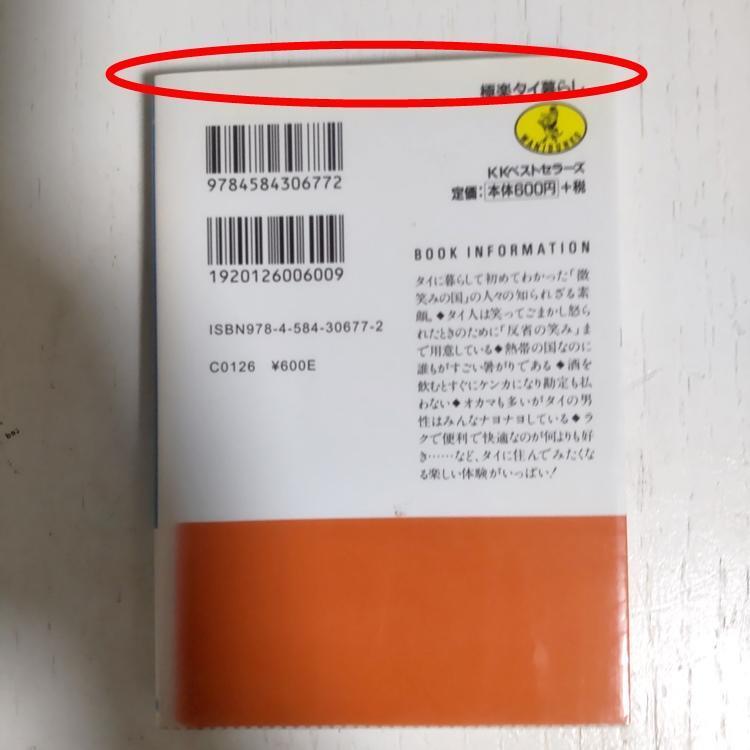 極楽タイ暮らし
9784584306772
KKベストセラーズ
定価：本体600円+税
1920126006009
BOOK INFORMATION
タイに暮らして初めてわかった「微
笑みの国」の人々の知られざる素
顔。◆タイ人は笑ってごまかし怒ら
れたときのために「反省の笑み」ま
で用意している◆熱帯の国なのに
誰もがすごい暑がりである◆酒を
飲むとすぐにケンカになり勘定も払
わない◆オカマも多いがタイの男
性はみんなナヨナヨしている◆ラ
クで便利で快適なのが何よりも好
き……など、タイに住んでみたくな
る楽しい体験がいっぱい！
ISBN978-4-584-30677-2
C0126 ¥600E